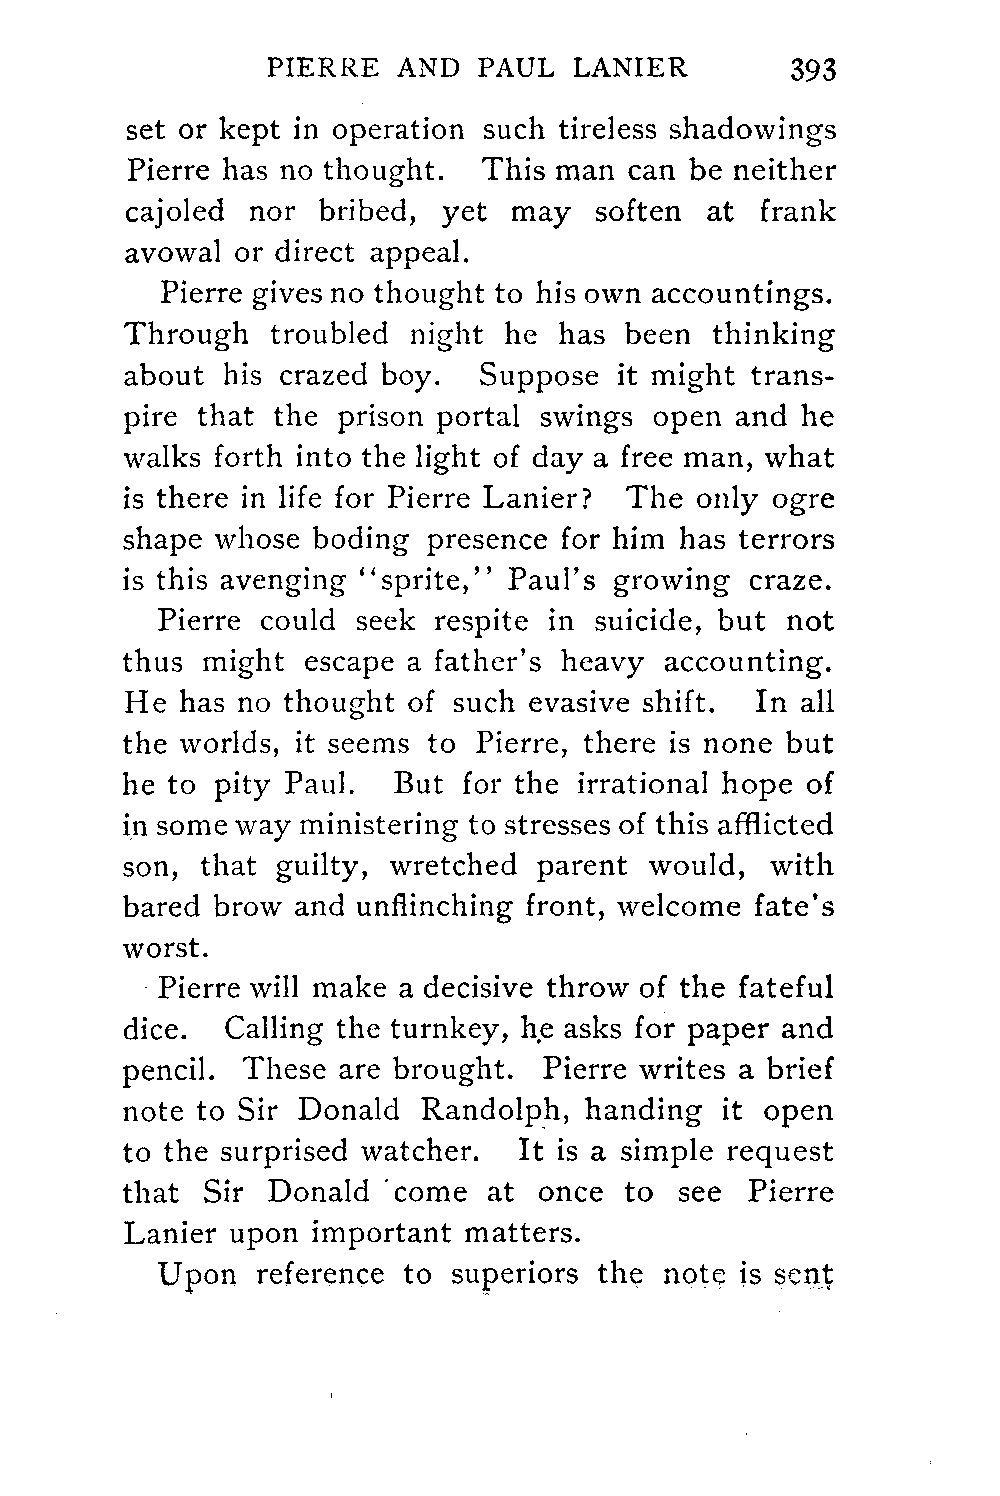 PIERRE AND PAUL LANIER 393
set or kept in operation such tireless shadowings
Pierre has no thought. This man can be neither
cajoled nor bribed, yet may soften at frank
avowal or direct appeal.
Pierre gives no thought to his own accountings.
Through troubled night he has been thinking
about his crazed boy. Suppose it might trans-
pire that the prison portal swings open and he
walks forth into the light of day a free man, what
is there in life for Pierre Lanier? The only ogre
shape whose boding presence for him has terrors
is this avenging ‘‘sprite,’’ Paul's growing craze.
Pierre could seek respite in suicide, but not
thus might escape a father's heavy accounting.
He has no thought of such evasive shift. In all
the worlds, it seems to Pierre, there is none but
he to pity Paul. But for the irrational hope of
in some way ministering to stresses of this afflicted
son, that guilty, wretched parent would, with
bared brow and unflinching front, welcome fate's
worst.
Pierre will make a decisive throw of the fateful
dice. Calling the turnkey, he asks for paper and
pencil. These are brought. Pierre writes a brief
note to Sir Donald Randolph, handing it open
to the surprised watcher. It is a simple request
that Sir Donald come at once to see Pierre
Lanier upon important matters.
Upon reference to superiors the note is sent